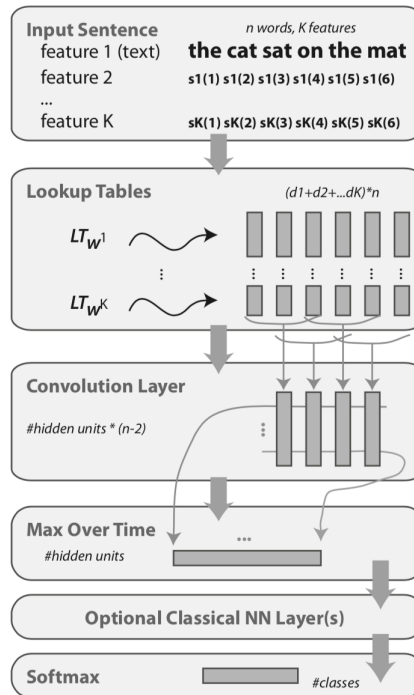 Input Sentence
n words, K features
feature 1 (text) the cat sat on the mat
feature 2 s1(1) s1(2) s1(3) s1(4) s1(5) s1(6)
...
feature K sK(1) sK(2) sK(3) sK(4) sK(5) sK(6)
Lookup Tables
(d1+d2+...dK)*n
LTW1
...
LTWK
Convolution Layer
#hidden units * (n-2)
...
Max Over Time
...
#hidden units
Optional Classical NN Layer(s)
Softmax
#classes